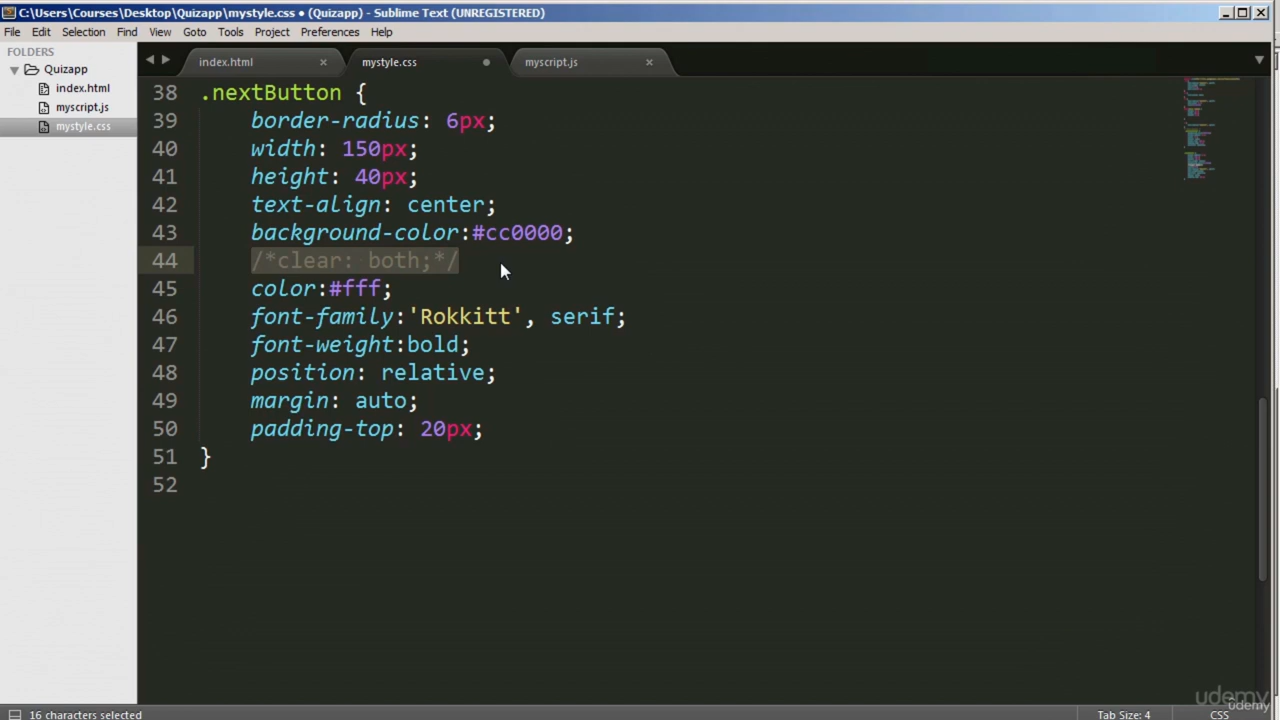 C:\Users\Courses\Desktop\Quizapp\mystyle.css • (Quizapp) - Sublime Text (UNREGISTERED)
File Edit Selection Find View Goto Tools Project Preferences Help
FOLDERS
Quizapp
index.html
myscript.js
mystyle.css
index.html mystyle.css myscript.js
38 .nextButton {
39 border-radius: 6px;
40 width: 150px;
41 height: 40px;
42 text-align: center;
43 background-color:#cc0000;
44 /*clear: both;*/
45 color:#fff;
46 font-family:'Rokkitt', serif;
47 font-weight:bold;
48 position: relative;
49 margin: auto;
50 padding-top: 20px;
51 }
52
udemy
udemy
16 characters selected Tab Size: 4 CSS